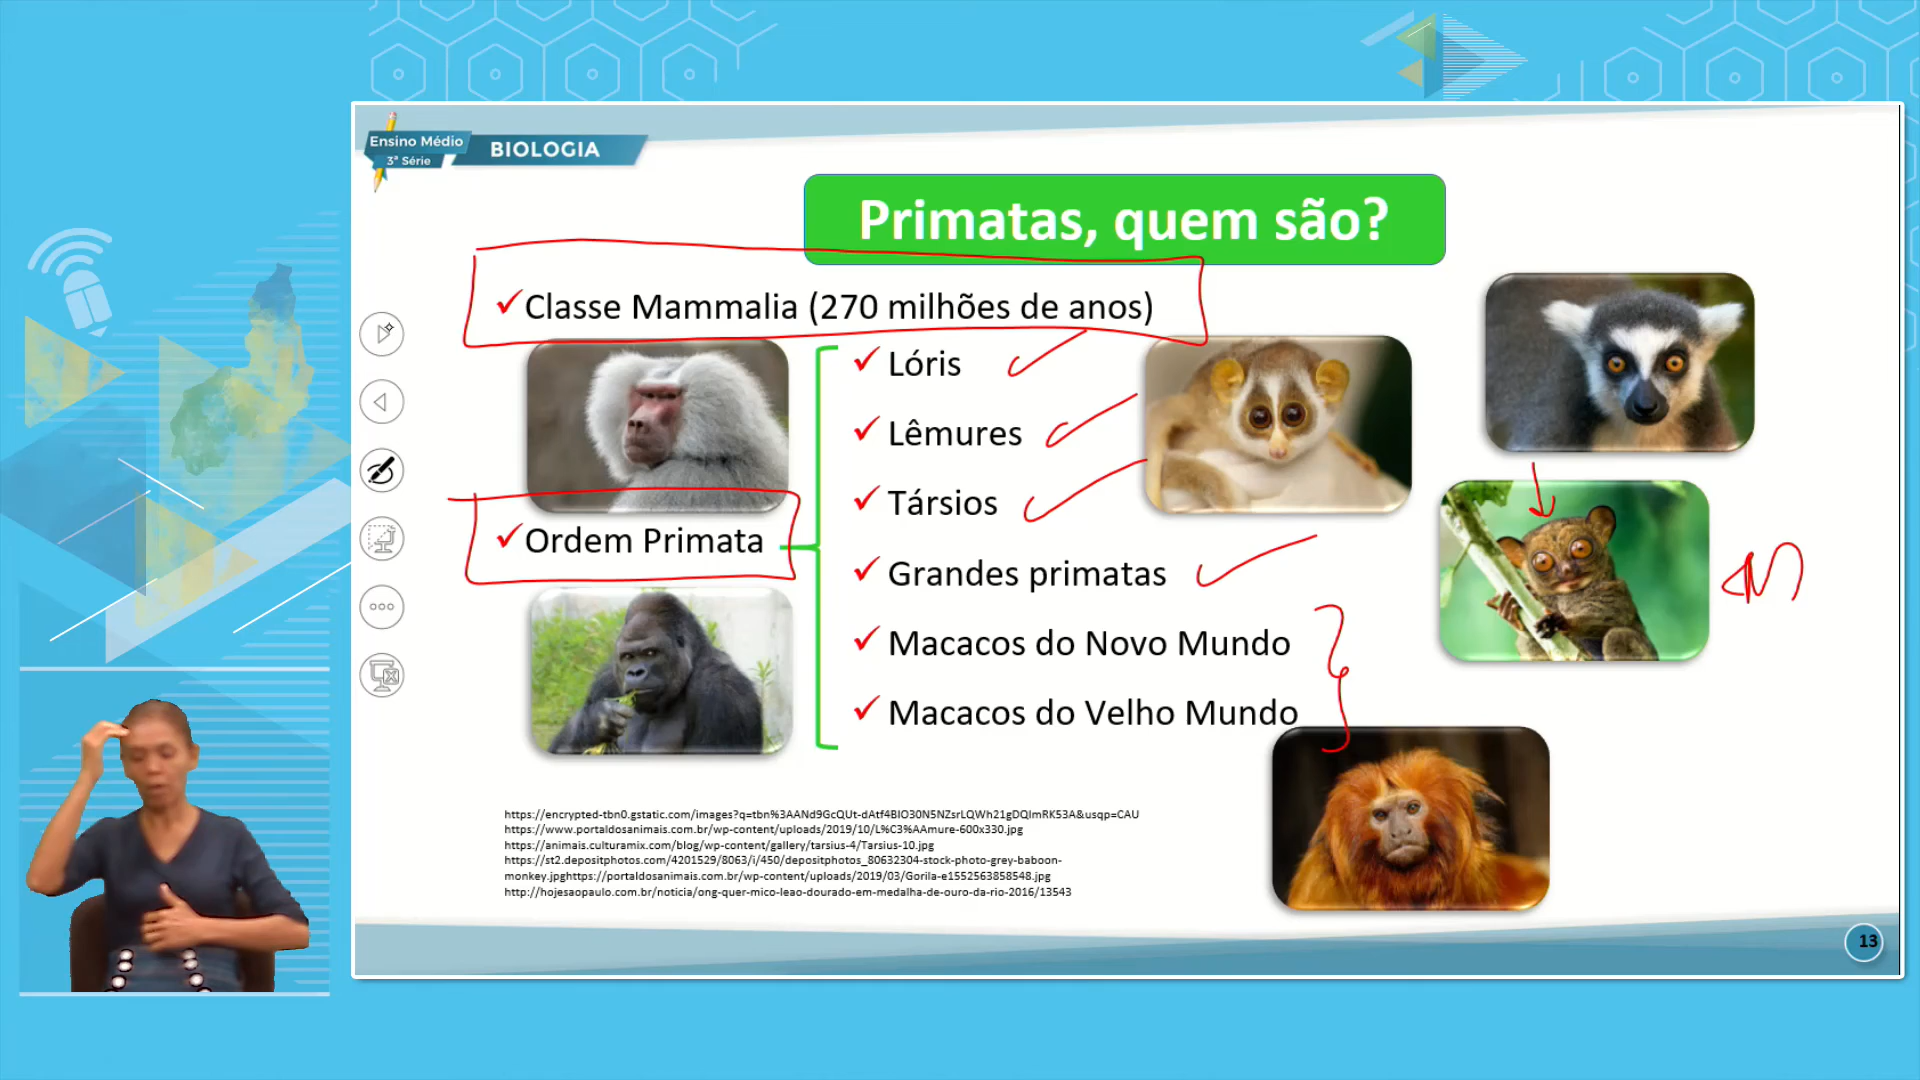 Ensino Médio
3ª Série
BIOLOGIA
Primatas, quem são?
Classe Mammalia (270 milhões de anos)
Lóris
Lêmures
Társios
Ordem Primata
Grandes primatas
Macacos do Novo Mundo
Macacos do Velho Mundo
https://encrypted-tbn0.gstatic.com/images?q=tbn%3AANd9GcQUt-dAtf4BIO30N5NZsrLQWh21gDQImRK53A&usqp=CAU
https://www.portaldosanimais.com.br/wp-content/uploads/2019/10/L%C3%AAmure-600x330.jpg
https://animais.culturamix.com/blog/wp-content/gallery/tarsius-4/Tarsius-10.jpg
https://st2.depositphotos.com/4201529/8063/i/450/depositphotos_80632304-stock-photo-grey-baboon-
monkey.jpghttps://portaldosanimais.com.br/wp-content/uploads/2019/03/Gorila-e1552563858548.jpg
http://hojesaopaulo.com.br/noticia/ong-quer-mico-leao-dourado-em-medalha-de-ouro-da-rio-2016/13543
13